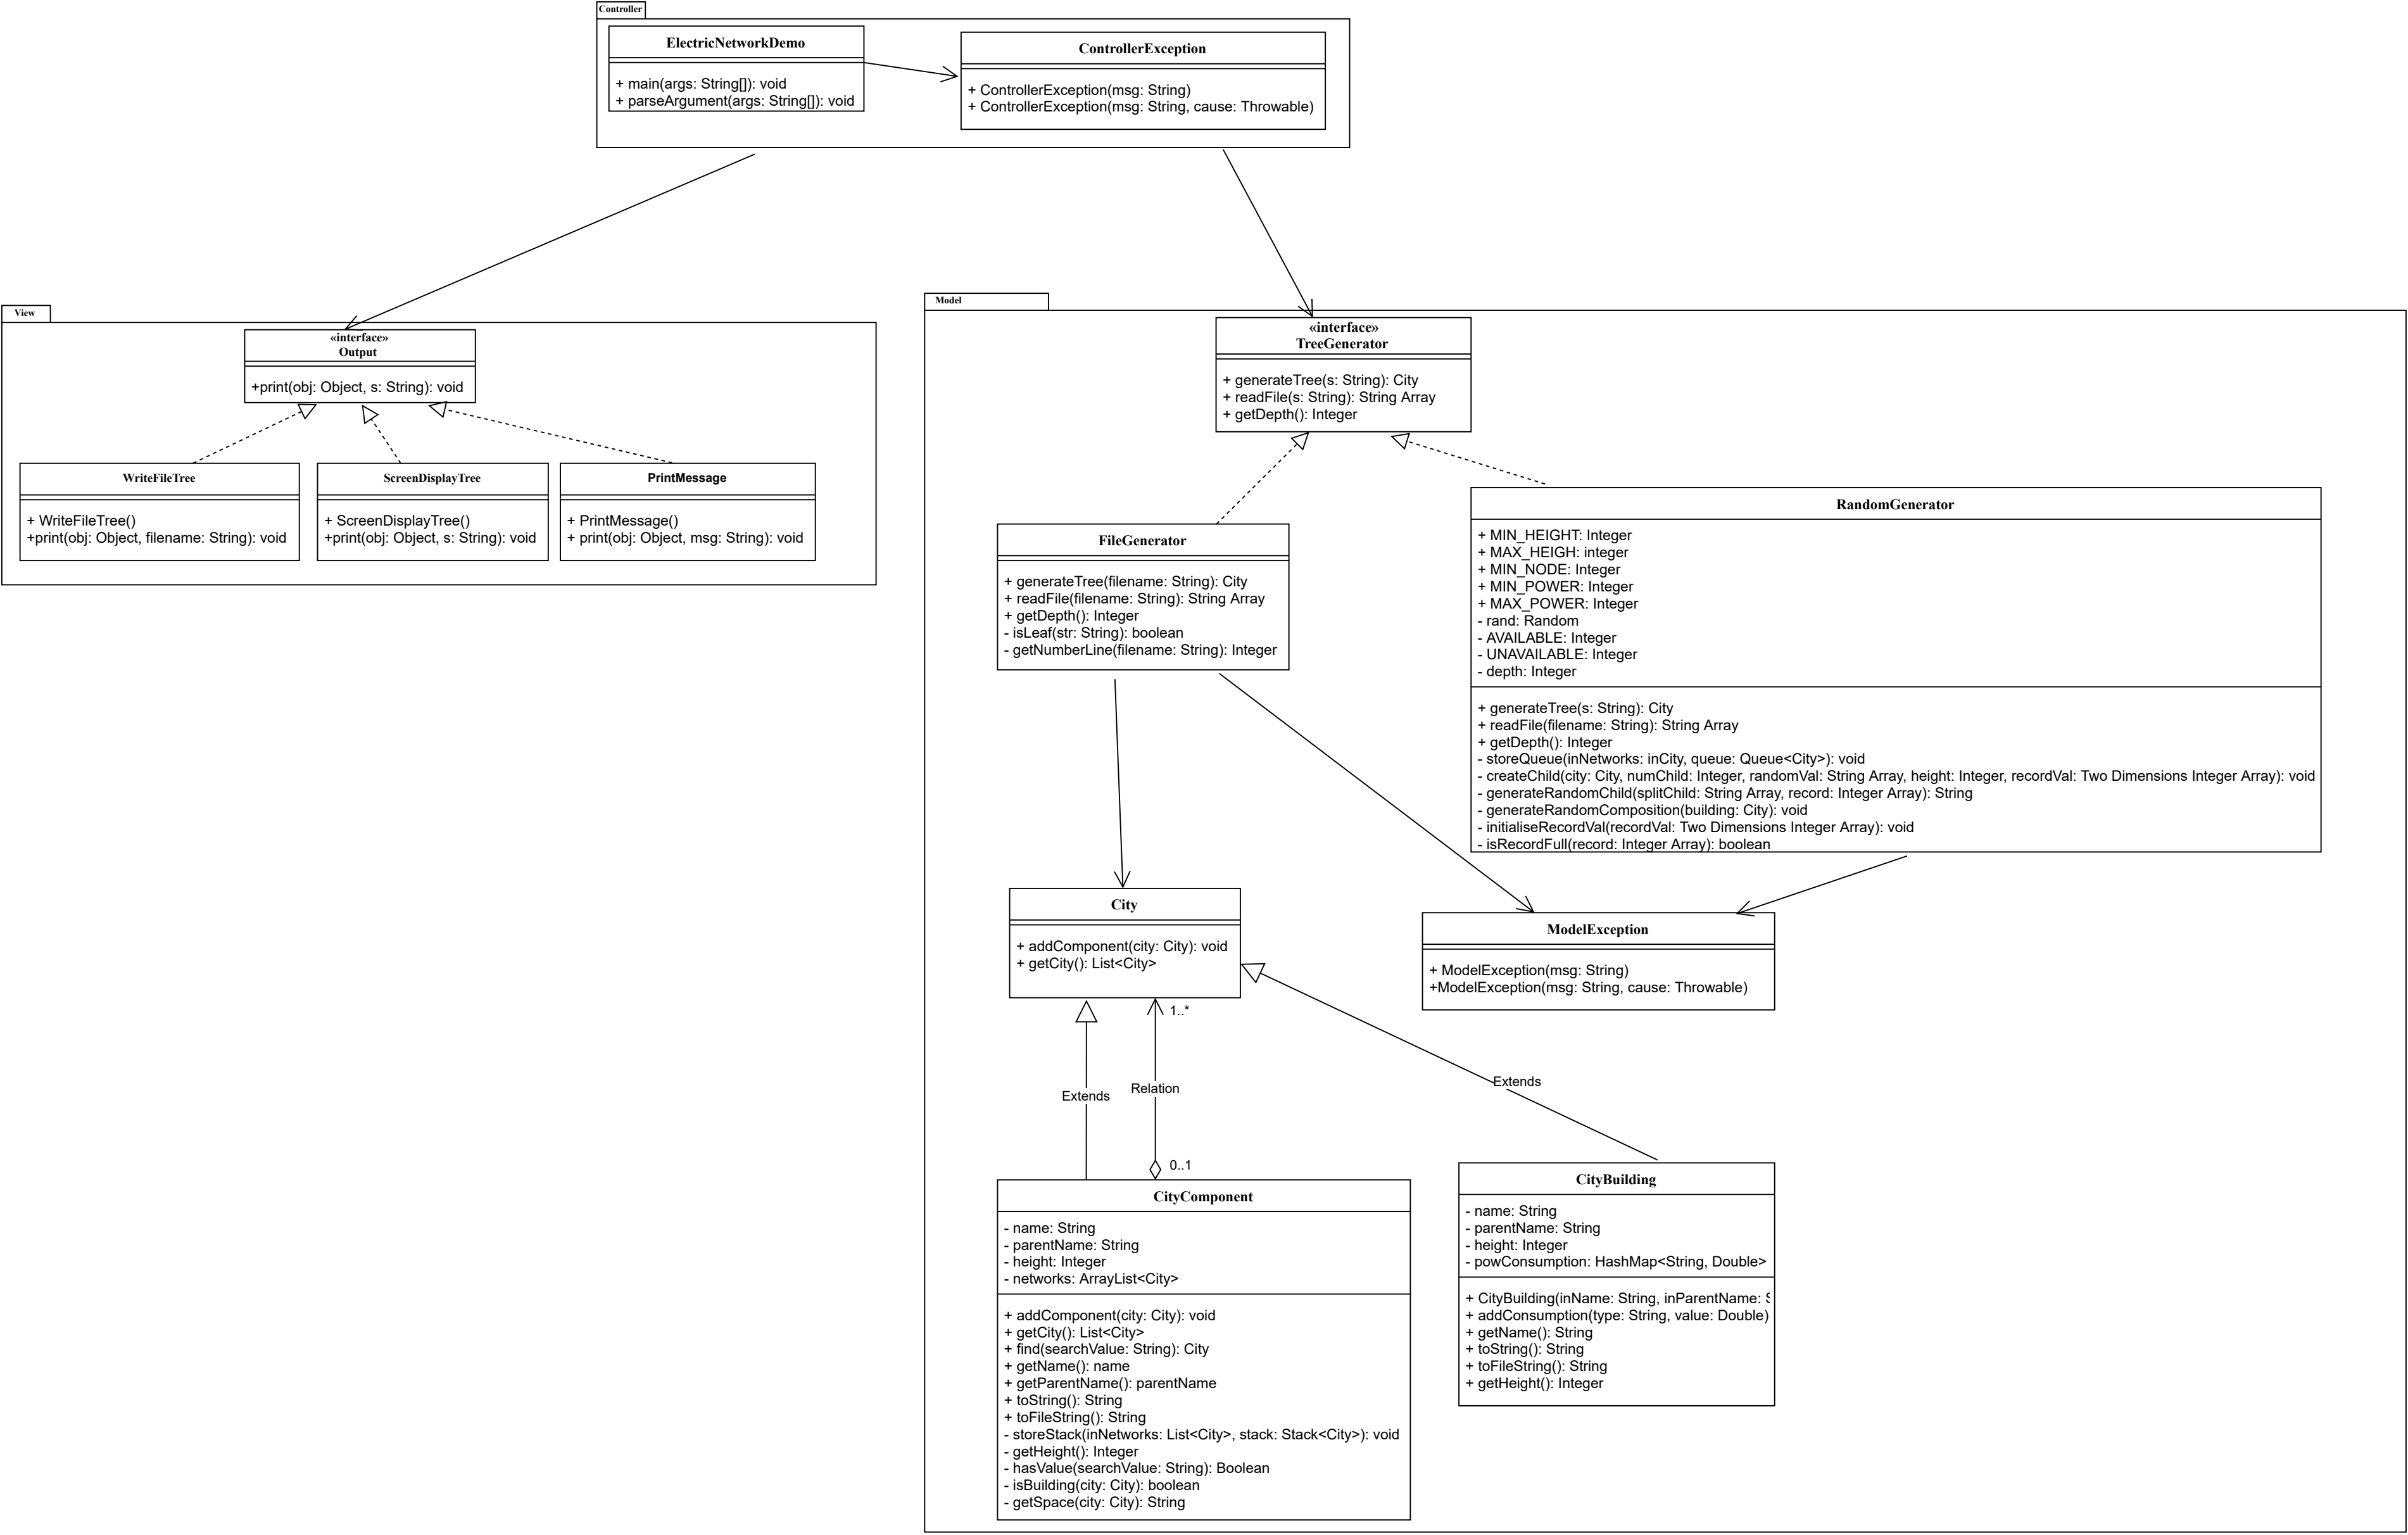 Controller
ElectricNetworkDemo
+ main(args: String[]): void
+ parseArgument(args: String[]): void
ControllerException
+ ControllerException(msg: String)
+ ControllerException(msg: String, cause: Throwable)
View
«interface»
Output
+print(obj: Object, s: String): void
WriteFileTree
+ WriteFileTree()
+print(obj: Object, filename: String): void
ScreenDisplayTree
+ ScreenDisplayTree()
+print(obj: Object, s: String): void
PrintMessage
+ PrintMessage()
+ print(obj: Object, msg: String): void
Model
«interface»
TreeGenerator
+ generateTree(s: String): City
+ readFile(s: String): String Array
+ getDepth(): Integer
FileGenerator
+ generateTree(filename: String): City
+ readFile(filename: String): String Array
+ getDepth(): Integer
- isLeaf(str: String): boolean
- getNumberLine(filename: String): Integer
RandomGenerator
+ MIN_HEIGHT: Integer
+ MAX_HEIGH: integer
+ MIN_NODE: Integer
+ MIN_POWER: Integer
+ MAX_POWER: Integer
- rand: Random
- AVAILABLE: Integer
- UNAVAILABLE: Integer
- depth: Integer
+ generateTree(s: String): City
+ readFile(filename: String): String Array
+ getDepth(): Integer
- storeQueue(inNetworks: inCity, queue: Queue<City>): void
- createChild(city: City, numChild: Integer, randomVal: String Array, height: Integer, recordVal: Two Dimensions Integer Array): void
- generateRandomChild(splitChild: String Array, record: Integer Array): String
- generateRandomComposition(building: City): void
- initialiseRecordVal(recordVal: Two Dimensions Integer Array): void
- isRecordFull(record: Integer Array): boolean
City
+ addComponent(city: City): void
+ getCity(): List<City>
ModelException
+ ModelException(msg: String)
+ModelException(msg: String, cause: Throwable)
1..*
Extends
Relation
Extends
0..1
CityComponent
- name: String
- parentName: String
- height: Integer
- networks: ArrayList<City>
+ addComponent(city: City): void
+ getCity(): List<City>
+ find(searchValue: String): City
+ getName(): name
+ getParentName(): parentName
+ toString(): String
+ toFileString(): String
- storeStack(inNetworks: List<City>, stack: Stack<City>): void
- getHeight(): Integer
- hasValue(searchValue: String): Boolean
- isBuilding(city: City): boolean
- getSpace(city: City): String
CityBuilding
- name: String
- parentName: String
- height: Integer
- powConsumption: HashMap<String, Double>
+ CityBuilding(inName: String, inParentName:
+ addConsumption(type: String, value: Double)
+ getName(): String
+ toString(): String
+ toFileString(): String
+ getHeight(): Integer